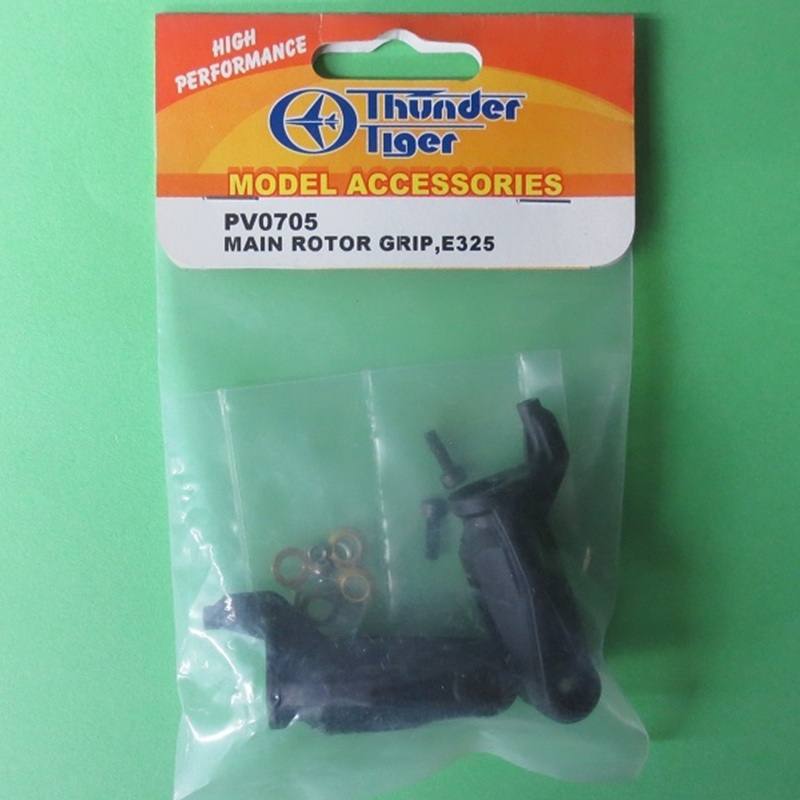 HIGH
PERFORMANCE
Thunder
Tiger
MODEL ACCESSORIES
PV0705
MAIN ROTOR GRIP,E325